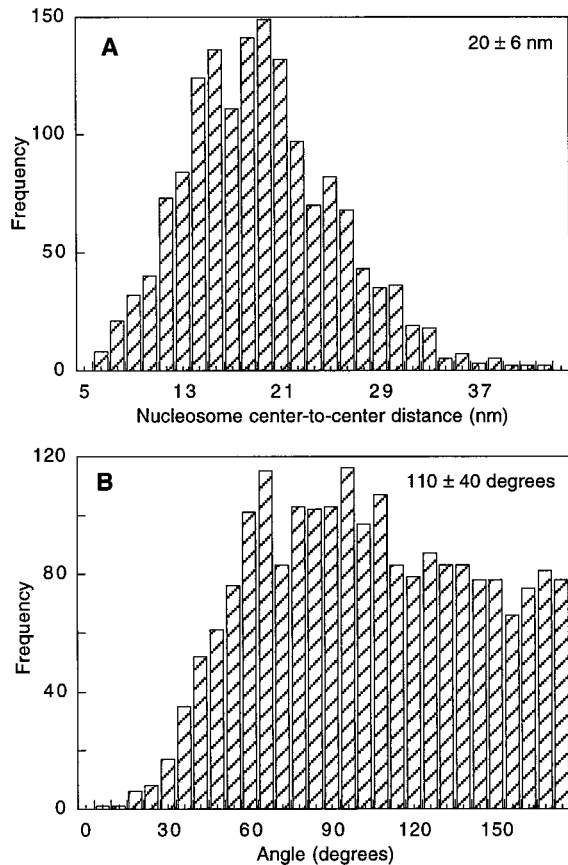 150
A
20 ± 6 nm
100
50
0
Frequency
5 13 21 29 37
Nucleosome center-to-center distance (nm)
120
B
110 ± 40 degrees
80
40
0
Frequency
0 30 60 90 120 150
Angle (degrees)